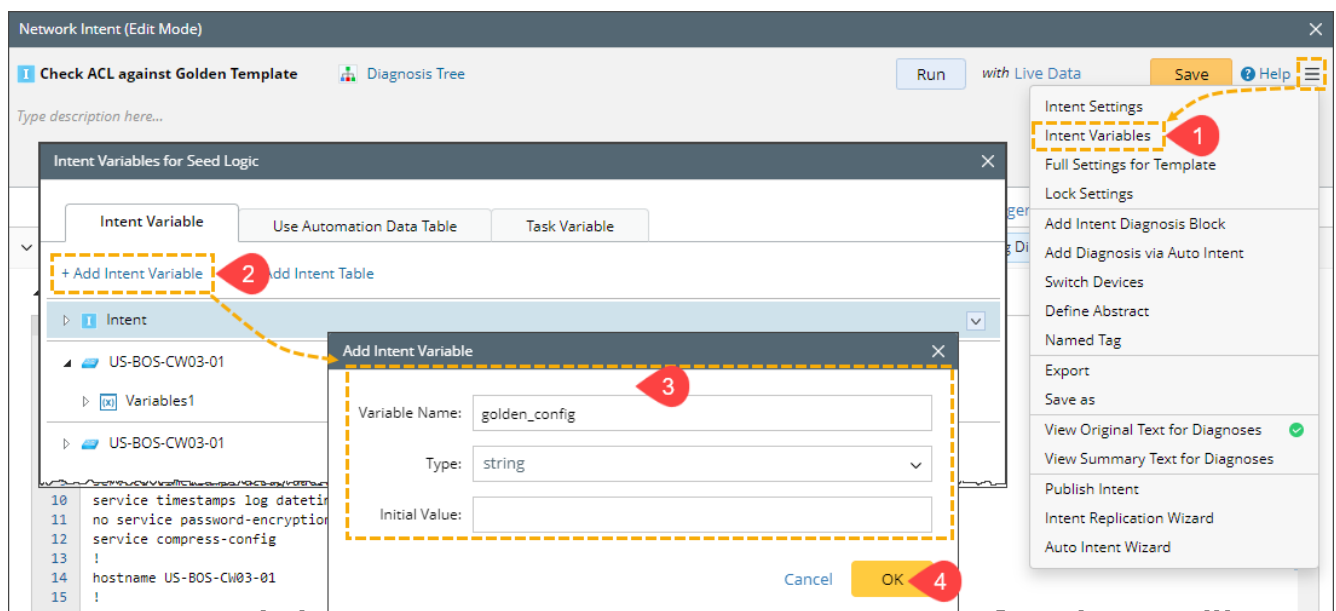 Network Intent (Edit Mode)
I Check ACL against Golden Template Diagnosis Tree Run with Live Data Save ? Help
Type description here...
Intent Settings
Intent Variables 1
Full Settings for Template
Lock Settings
Add Intent Diagnosis Block
Add Diagnosis via Auto Intent
Switch Devices
Define Abstract
Named Tag
Export
Save as
View Original Text for Diagnoses
View Summary Text for Diagnoses
Publish Intent
Intent Replication Wizard
Auto Intent Wizard
Intent Variables for Seed Logic
Intent Variable Use Automation Data Table Task Variable
+ Add Intent Variable 2 Add Intent Table
I Intent
US-BOS-CW03-01
{x} Variables1
US-BOS-CW03-01
Add Intent Variable
3
Variable Name: golden_config
Type: string
Initial Value:
Cancel OK 4
10 service timestamps log
11 no service password-encryption
12 service compress-config
13 !
14 hostname US-BOS-CW03-01
15 !